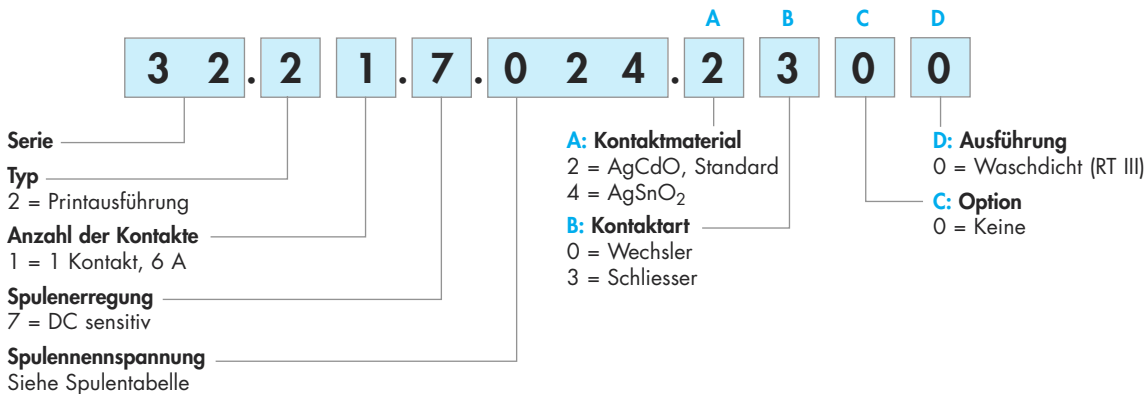 A B C D
3 2 . 2 1 . 7 . 0 2 4 . 2 3 0 0
Serie
Typ
2 = Printausführung
Anzahl der Kontakte
1 = 1 Kontakt, 6 A
Spulenerregung
7 = DC sensitiv
Spulennennspannung
Siehe Spulentabelle
A: Kontaktmaterial
2 = AgCdO, Standard
4 = AgSnO2
B: Kontaktart
0 = Wechsler
3 = Schliesser
D: Ausführung
0 = Waschdicht (RT III)
C: Option
0 = Keine